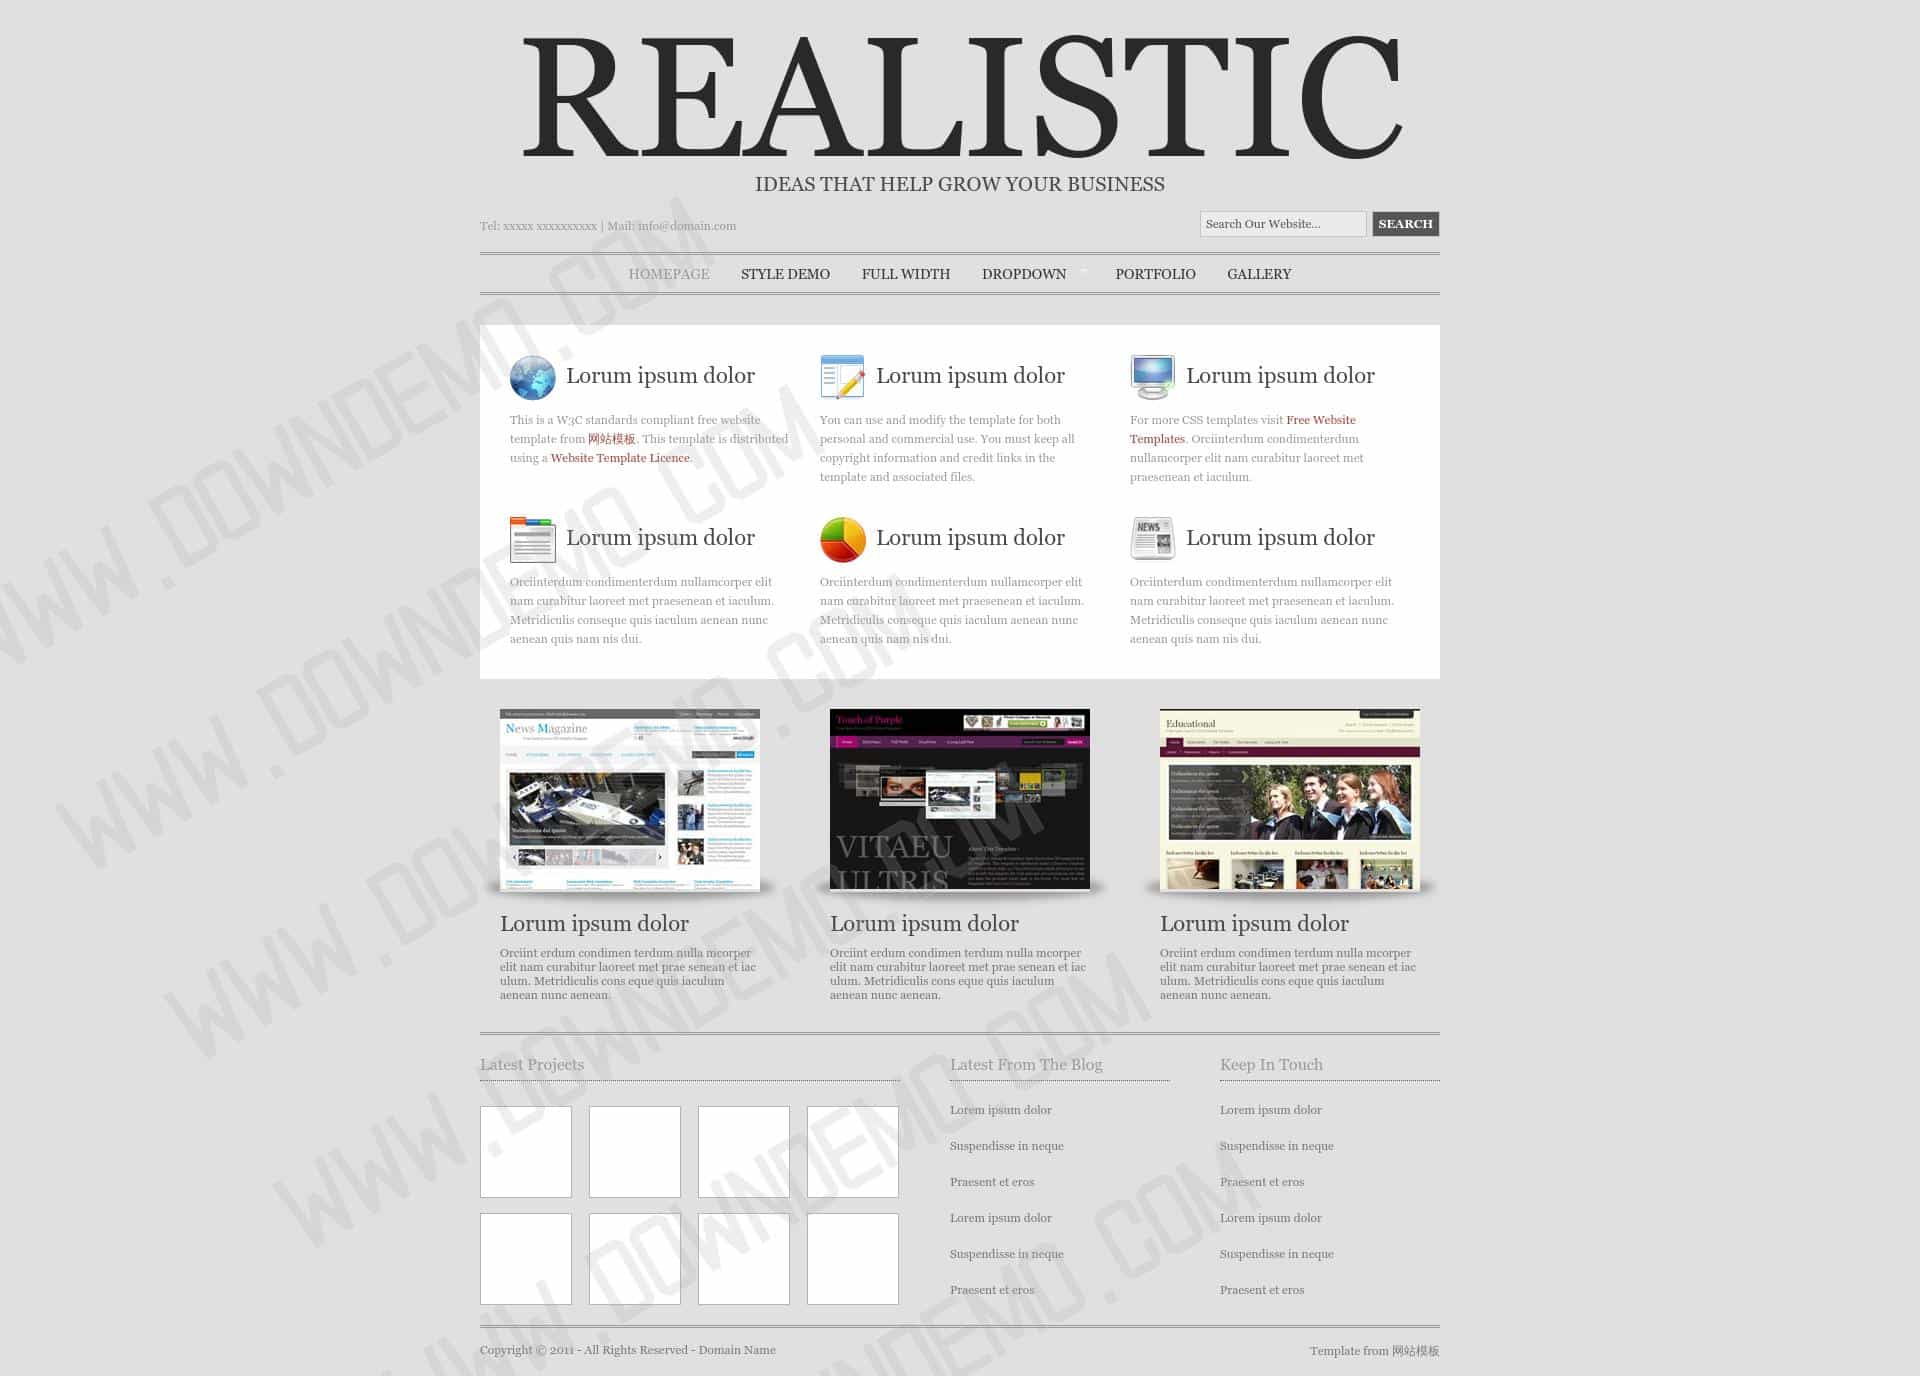 REALISTIC
IDEAS THAT HELP GROW YOUR BUSINESS
Tel: xxxxx xxxxxxxxxx | Mail: info@domain.com
Search Our Website... SEARCH
HOMEPAGE STYLE DEMO FULL WIDTH DROPDOWN PORTFOLIO GALLERY
Lorum ipsum dolor
This is a W3C standards compliant free website
template from 网站模板. This template is distributed
using a Website Template Licence.
Lorum ipsum dolor
You can use and modify the template for both
personal and commercial use. You must keep all
copyright information and credit links in the
template and associated files.
Lorum ipsum dolor
For more CSS templates visit Free Website
Templates. Orciinterdum condimenterdum
nullamcorper elit nam curabitur laoreet met
praesenean et iaculum.
Lorum ipsum dolor
Orciinterdum condimenterdum nullamcorper elit
nam curabitur laoreet met praesenean et iaculum.
Metridiculis conseque quis iaculum aenean nunc
aenean quis nam nis dui.
Lorum ipsum dolor
Orciinterdum condimenterdum nullamcorper elit
nam curabitur laoreet met praesenean et iaculum.
Metridiculis conseque quis iaculum aenean nunc
aenean quis nam nis dui.
NEWS
Lorum ipsum dolor
Orciinterdum condimenterdum nullamcorper elit
nam curabitur laoreet met praesenean et iaculum.
Metridiculis conseque quis iaculum aenean nunc
aenean quis nam nis dui.
News Magazine
Lorum ipsum dolor
Orciint erdum condimen terdum nulla mcorper
elit nam curabitur laoreet met prae senean et iac
ulum. Metridiculis cons eque quis iaculum
aenean nunc aenean.
Touch of Purple
VITAEU
ULTRIS
Lorum ipsum dolor
Orciint erdum condimen terdum nulla mcorper
elit nam curabitur laoreet met prae senean et iac
ulum. Metridiculis cons eque quis iaculum
aenean nunc aenean.
Educational
Lorum ipsum dolor
Orciint erdum condimen terdum nulla mcorper
elit nam curabitur laoreet met prae senean et iac
ulum. Metridiculis cons eque quis iaculum
aenean nunc aenean.
Latest Projects
Latest From The Blog
Lorem ipsum dolor
Suspendisse in neque
Praesent et eros
Lorem ipsum dolor
Suspendisse in neque
Praesent et eros
Keep In Touch
Lorem ipsum dolor
Suspendisse in neque
Praesent et eros
Lorem ipsum dolor
Suspendisse in neque
Praesent et eros
Copyright © 2011 - All Rights Reserved - Domain Name
Template from 网站模板
WWW.DOWNDEMO.COM
WWW.DOWNDEMO.COM
WWW.DOWNDEMO.COM
WWW.DOWNDEMO.COM
WWW.DOWNDEMO.COM